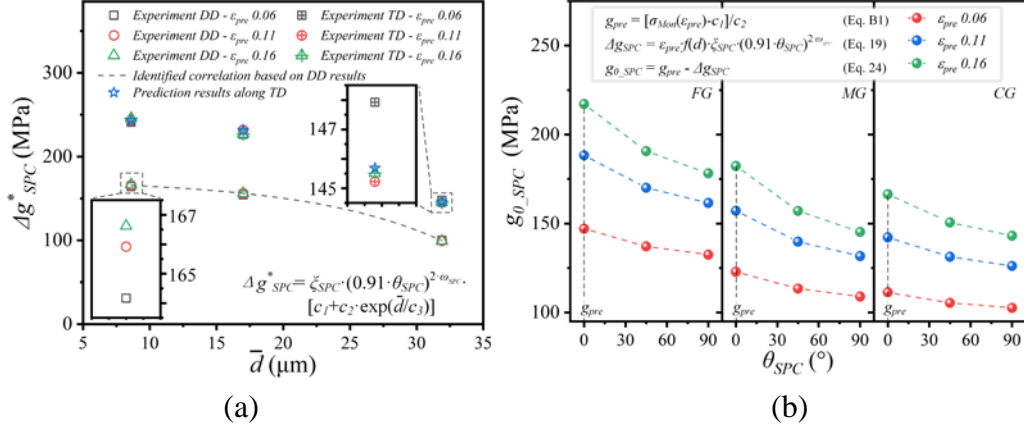 350
300
250
200
150
100
50
0
Δg*SPC (MPa)
□ Experiment DD - εpre 0.06
○ Experiment DD - εpre 0.11
△ Experiment DD - εpre 0.16
Experiment TD - εpre 0.06
Experiment TD - εpre 0.11
Experiment TD - εpre 0.16
Identified correlation based on DD results
Prediction results along TD
147
145
167
165
Δg*SPC = ξSPC·(0.91·θSPC)^2·ωSPC·
[c1+c2·exp(d̄/c3)]
5 10 15 20 25 30 35
d̄ (μm)
(a)
250
200
150
100
g0_SPC (MPa)
gpre = [σMon(εpre)-c1]/c2 (Eq. B1)
ΔgSPC = εpre·f(d)·ξSPC·(0.91·θSPC)^2·ωSPC (Eq. 19)
g0_SPC = gpre - ΔgSPC (Eq. 24)
εpre 0.06
εpre 0.11
εpre 0.16
FG MG CG
gpre gpre gpre
0 30 60 90 0 30 60 90 0 30 60 90
θSPC (°)
(b)